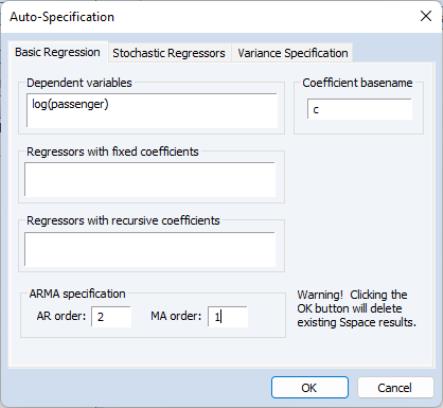 Auto-Specification
Basic Regression Stochastic Regressors Variance Specification
Dependent variables
log(passenger)
Coefficient basename
c
Regressors with fixed coefficients
Regressors with recursive coefficients
ARMA specification
AR order: 2 MA order: 1
Warning! Clicking the
OK button will delete
existing Sspace results.
OK Cancel